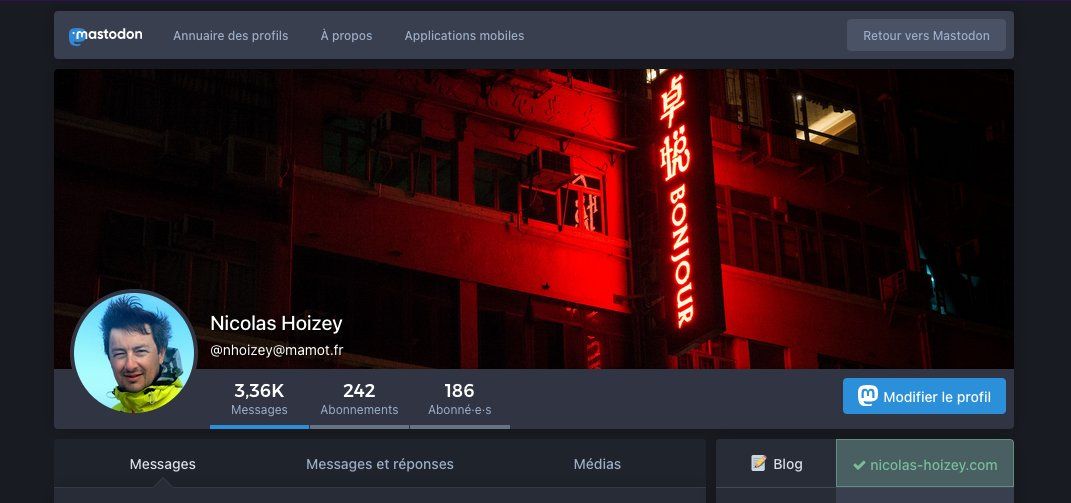 mastodon
Annuaire des profils
À propos
Applications mobiles
Retour vers Mastodon
卓悅 BONJOUR
Nicolas Hoizey
@nhoizey@mamot.fr
3,36K
Messages
242
Abonnements
186
Abonné·e·s
Modifier le profil
Messages
Messages et réponses
Médias
Blog
nicolas-hoizey.com